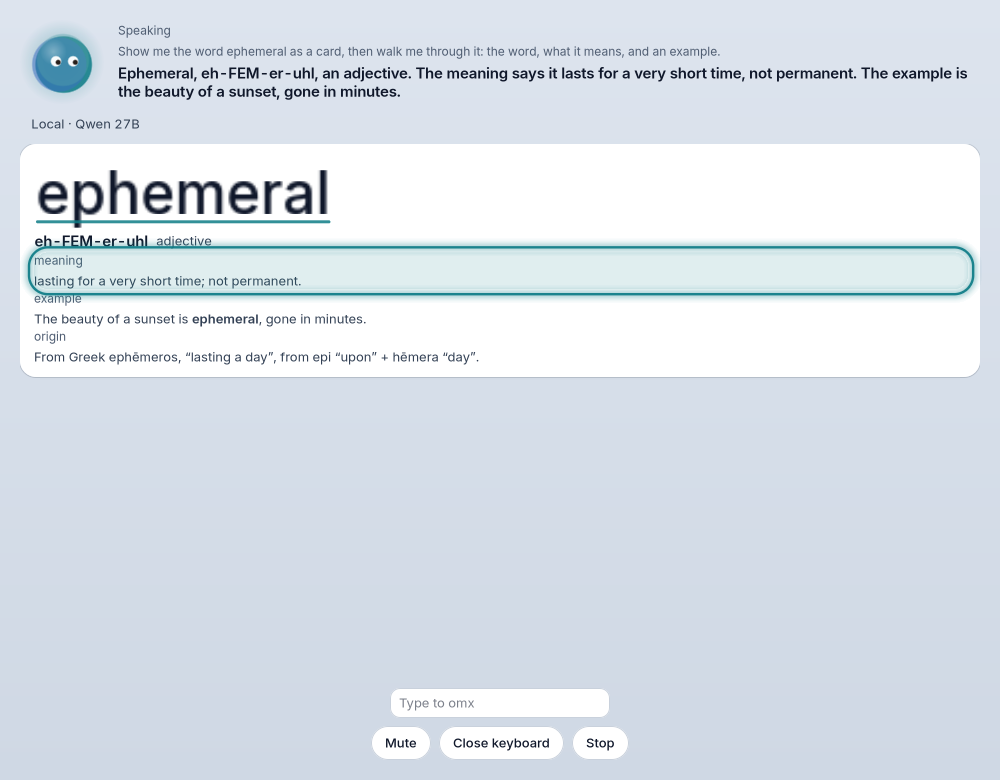 Speaking
Show me the word ephemeral as a card, then walk me through it: the word, what it means, and an example.
Ephemeral, eh-FEM-er-uhl, an adjective. The meaning says it lasts for a very short time, not permanent. The example is
the beauty of a sunset, gone in minutes.
Local · Qwen 27B
ephemeral
eh-FEM-er-uhl adjective
meaning
lasting for a very short time; not permanent.
example
The beauty of a sunset is ephemeral, gone in minutes.
origin
From Greek ephēmeros, “lasting a day”, from epi “upon” + hēmera “day”.
Type to omx
Mute Close keyboard Stop